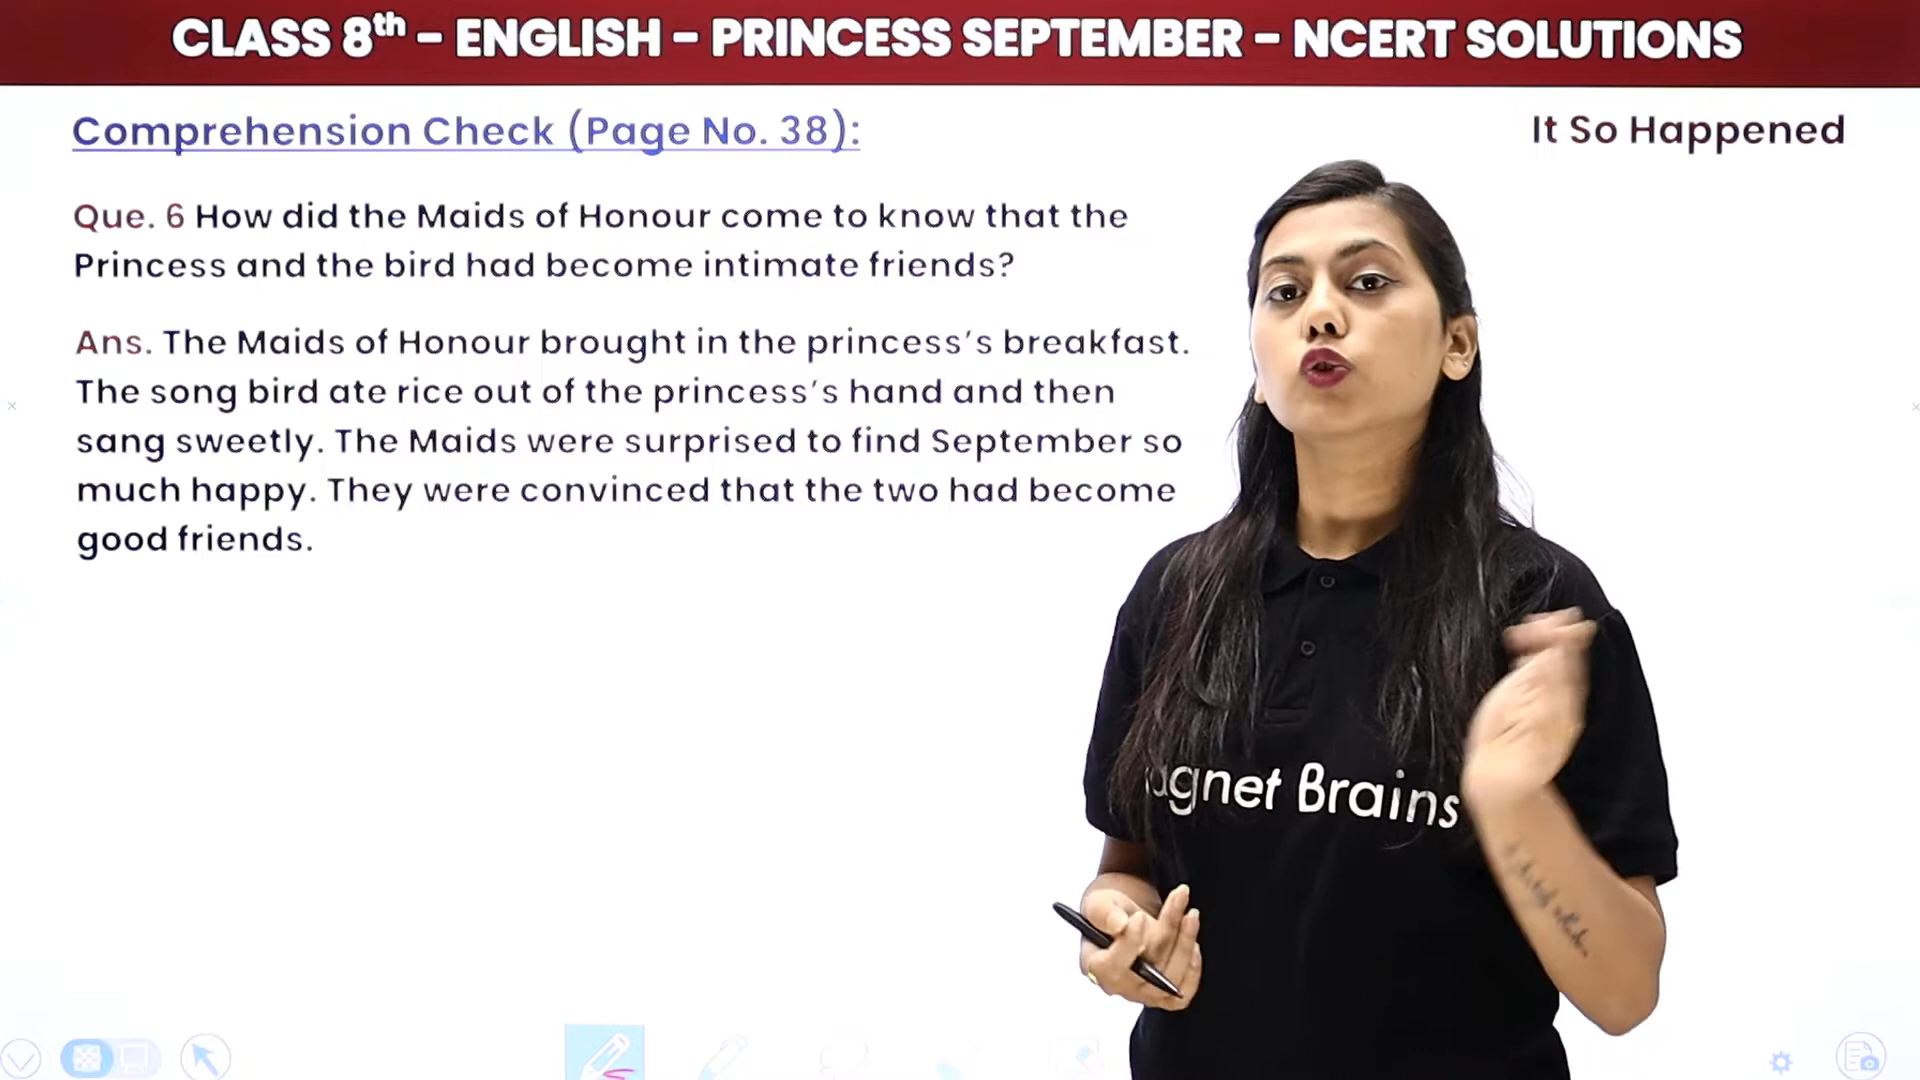 CLASS 8th – ENGLISH – PRINCESS SEPTEMBER – NCERT SOLUTIONS
Comprehension Check (Page No. 38):
It So Happened
Que. 6 How did the Maids of Honour come to know that the
Princess and the bird had become intimate friends?
Ans. The Maids of Honour brought in the princess's breakfast.
The song bird ate rice out of the princess's hand and then
sang sweetly. The Maids were surprised to find September so
much happy. They were convinced that the two had become
good friends.
Brains